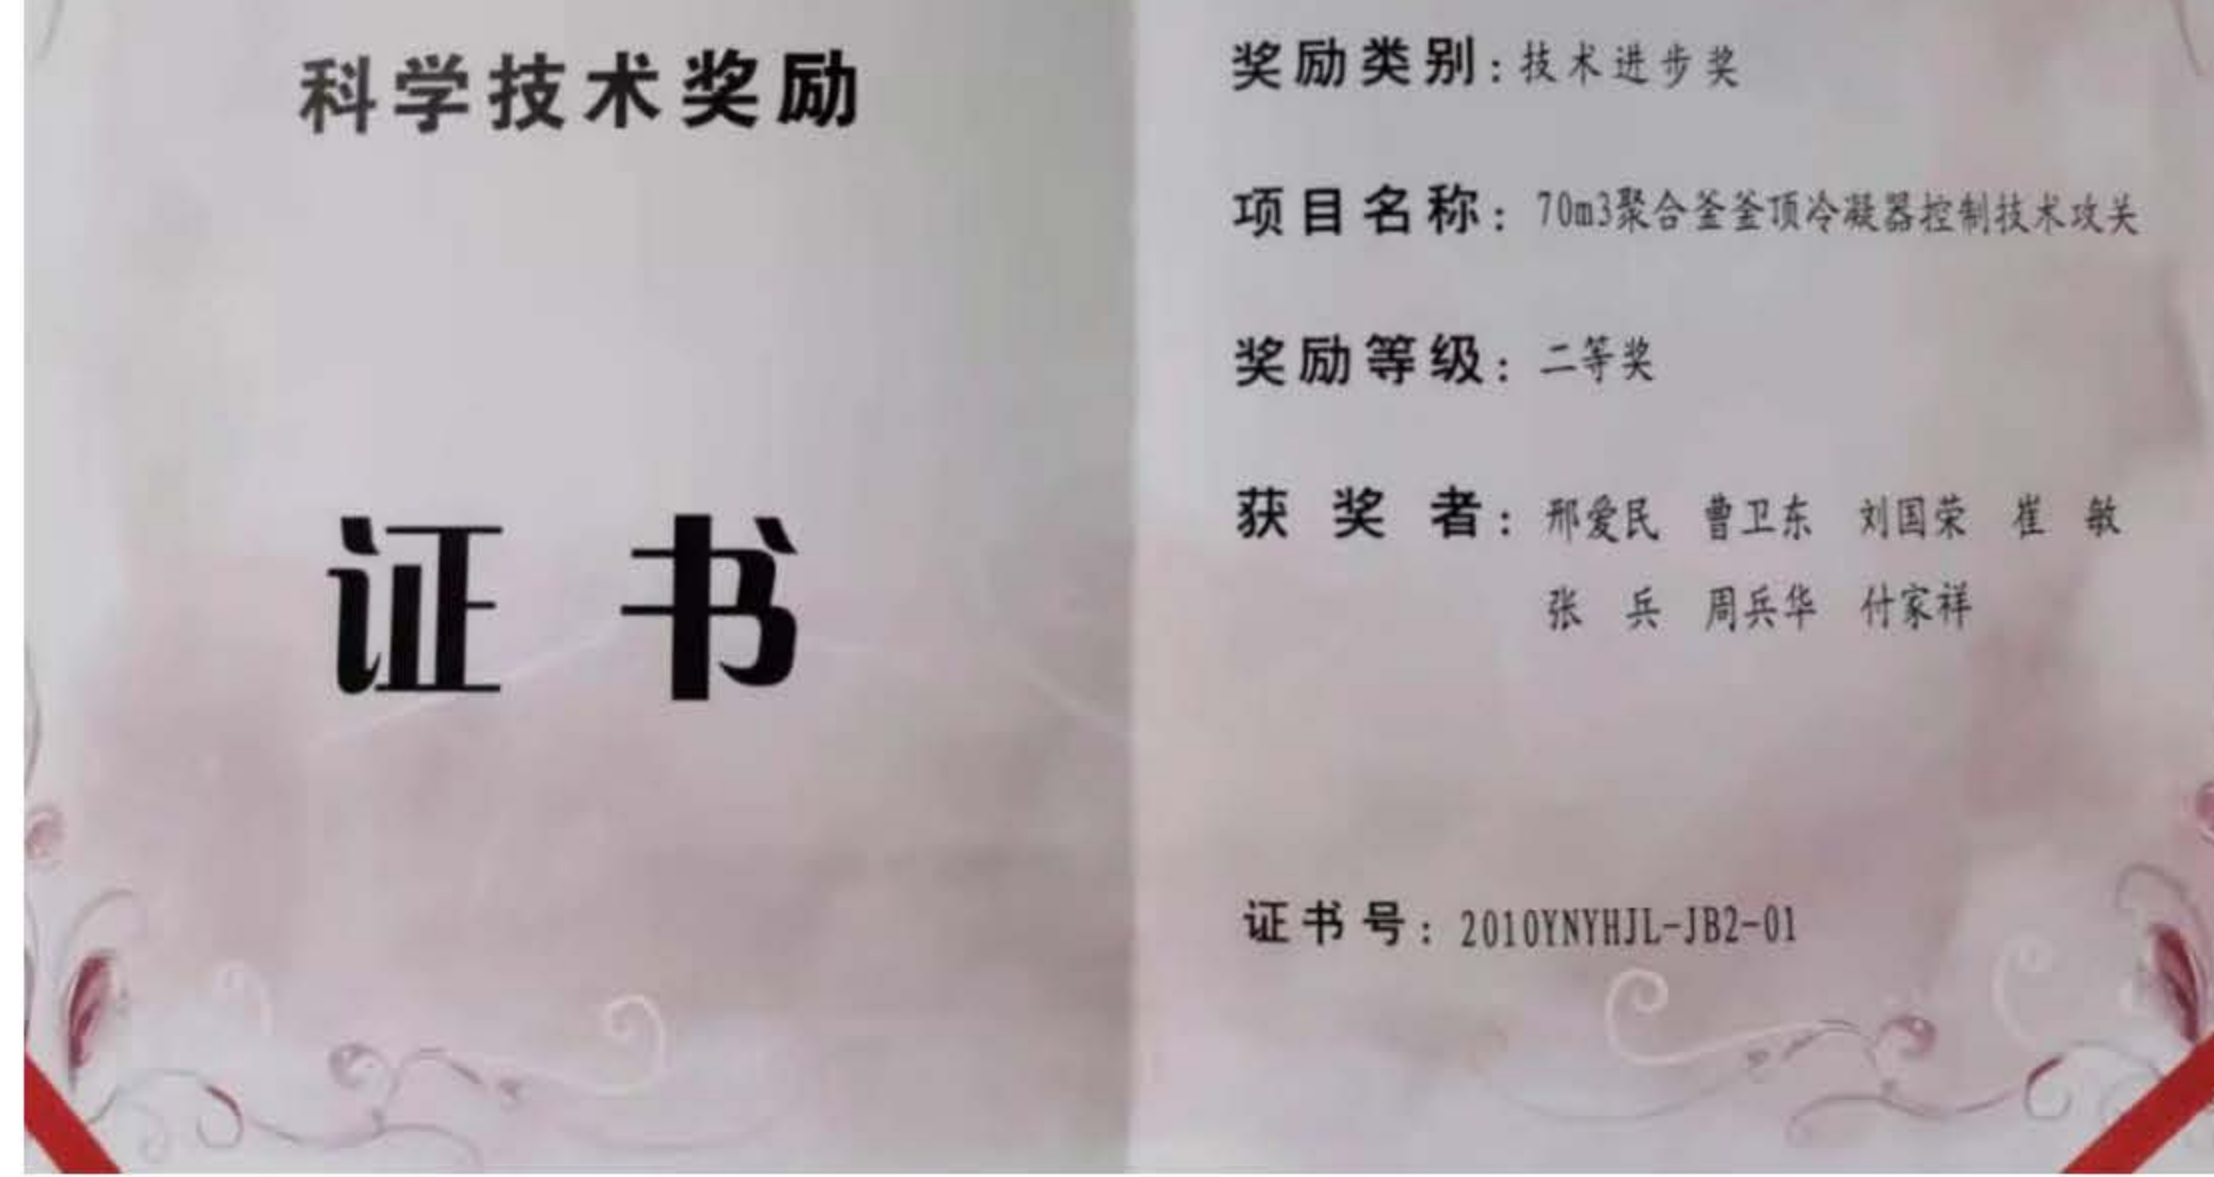 科学技术奖励
证 书
奖励类别:技术进步奖
项目名称:70m3聚合釜釜顶冷凝器控制技术攻关
奖励等级:二等奖
获 奖 者:邢爱民 曹卫东 刘国荣 崔 敏
张 兵 周兵华 付家祥
证书号:2010YNYHJL-JB2-01